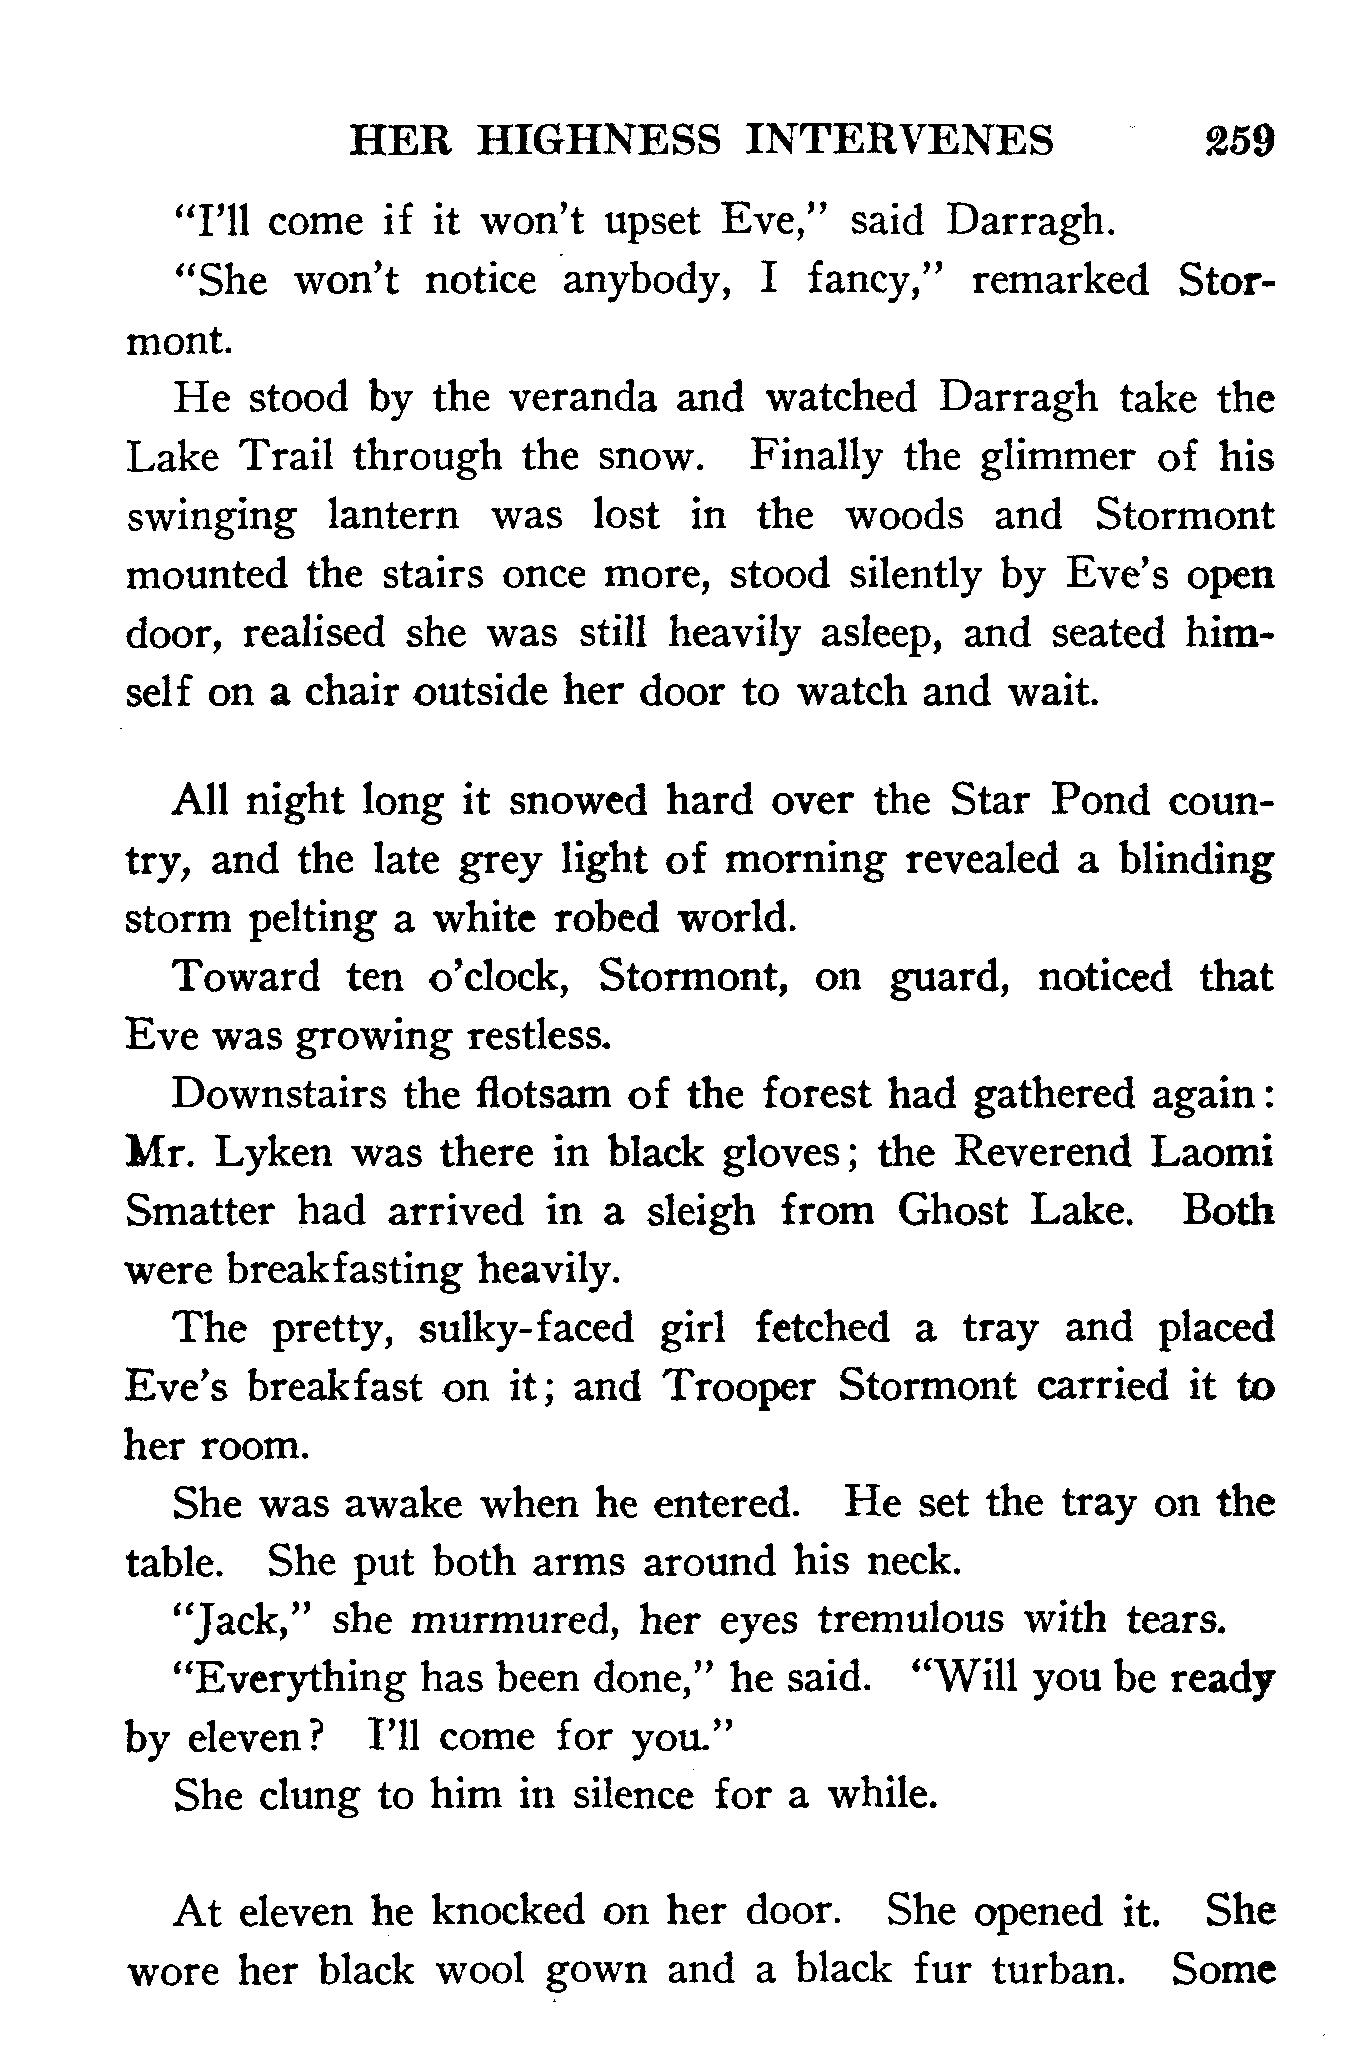 HER HIGHNESS INTERVENES 259
"I'll come if it won't upset Eve," said Darragh.
"She won't notice anybody, I fancy," remarked Stor-
mont.
He stood by the veranda and watched Darragh take the
Lake Trail through the snow. Finally the glimmer of his
swinging lantern was lost in the woods and Stormont
mounted the stairs once more, stood silently by Eve's open
door, realised she was still heavily asleep, and seated him-
self on a chair outside her door to watch and wait.
All night long it snowed hard over the Star Pond coun-
try, and the late grey light of morning revealed a blinding
storm pelting a white robed world.
Toward ten o'clock, Stormont, on guard, noticed that
Eve was growing restless.
Downstairs the flotsam of the forest had gathered again:
Mr. Lyken was there in black gloves; the Reverend Laomi
Smatter had arrived in a sleigh from Ghost Lake. Both
were breakfasting heavily.
The pretty, sulky-faced girl fetched a tray and placed
Eve's breakfast on it; and Trooper Stormont carried it to
her room.
She was awake when he entered. He set the tray on the
table. She put both arms around his neck.
"Jack," she murmured, her eyes tremulous with tears.
"Everything has been done," he said. "Will you be ready
by eleven? I'll come for you."
She clung to him in silence for a while.
At eleven he knocked on her door. She opened it. She
wore her black wool gown and a black fur turban. Some